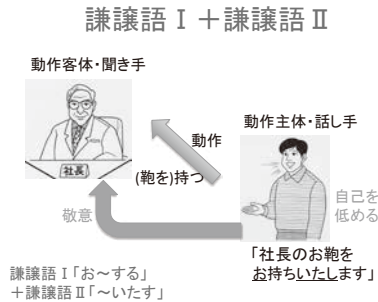 謙譲語Ⅰ＋謙譲語Ⅱ
動作客体・聞き手
社長
動作主体・話し手
動作
(鞄を)持つ
敬意
自己を
低める
「社長のお鞄を
お持ちいたします」
謙譲語Ⅰ「お～する」
＋謙譲語Ⅱ「～いたす」